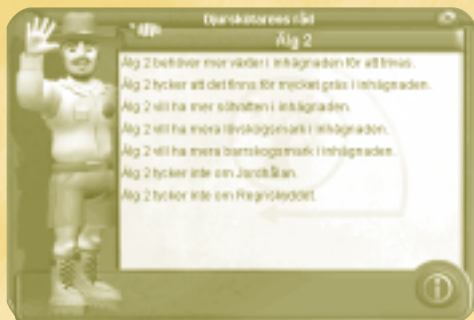 Djurskötarens råd
Älg 2
Älg 2 behöver mer växter i inhägnaden för att trivas.
Älg 2 tycker att det finns för mycket gräs i inhägnaden.
Älg 2 vill ha mer sötvatten i inhägnaden.
Älg 2 vill ha mera lövskogsmark i inhägnaden.
Älg 2 vill ha mera barrskogsmark i inhägnaden.
Älg 2 tycker inte om Jordhålan.
Älg 2 tycker inte om Regnskyddet.